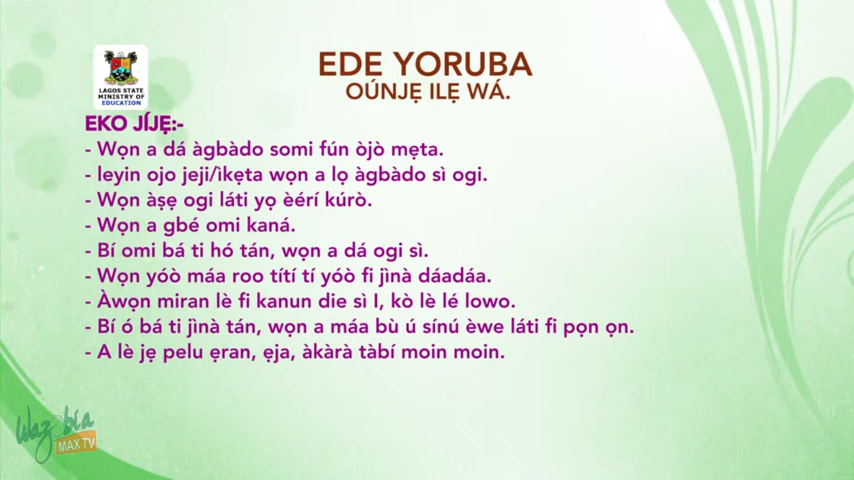 EDE YORUBA
OÚNJẸ ILẸ WÁ.
LAGOS STATE
MINISTRY OF
EDUCATION
EKO JÍJẸ:-
- Wọn a dá àgbàdo somi fún òjò mẹta.
- leyin ojo jeji/ìkẹta wọn a lọ àgbàdo sì ogi.
- Wọn àṣẹ ogi láti yọ èérí kúrò.
- Wọn a gbé omi kaná.
- Bí omi bá ti hó tán, wọn a dá ogi sì.
- Wọn yóò máa roo títí tí yóò fi jìnà dáadáa.
- Àwọn miran lè fi kanun die sì I, kò lè lé lowo.
- Bí ó bá ti jìnà tán, wọn a máa bù ú sínú èwe láti fi pọn ọn.
- A lè jẹ pelu ẹran, ẹja, àkàrà tàbí moin moin.
Wazobia
MAX TV